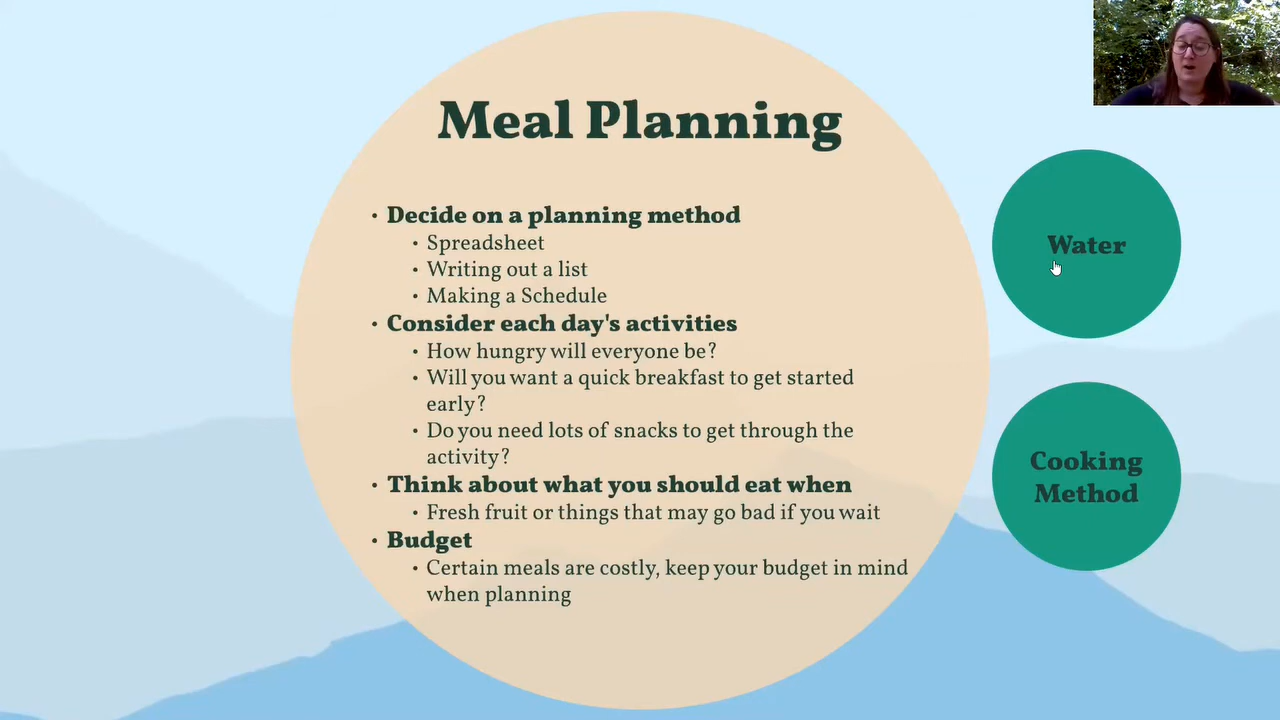 Meal Planning
• Decide on a planning method
• Spreadsheet
• Writing out a list
• Making a Schedule
• Consider each day's activities
• How hungry will everyone be?
• Will you want a quick breakfast to get started
early?
• Do you need lots of snacks to get through the
activity?
• Think about what you should eat when
• Fresh fruit or things that may go bad if you wait
• Budget
• Certain meals are costly, keep your budget in mind
when planning
Water
Cooking
Method